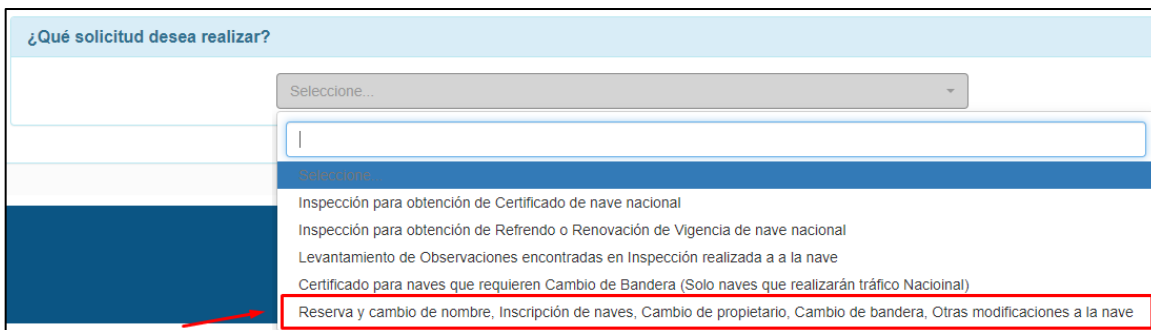 ¿Qué solicitud desea realizar?
Seleccione...
Seleccione...
Inspección para obtención de Certificado de nave nacional
Inspección para obtención de Refrendo o Renovación de Vigencia de nave nacional
Levantamiento de Observaciones encontradas en Inspección realizada a a la nave
Certificado para naves que requieren Cambio de Bandera (Solo naves que realizarán tráfico Nacioinal)
Reserva y cambio de nombre, Inscripción de naves, Cambio de propietario, Cambio de bandera, Otras modificaciones a la nave